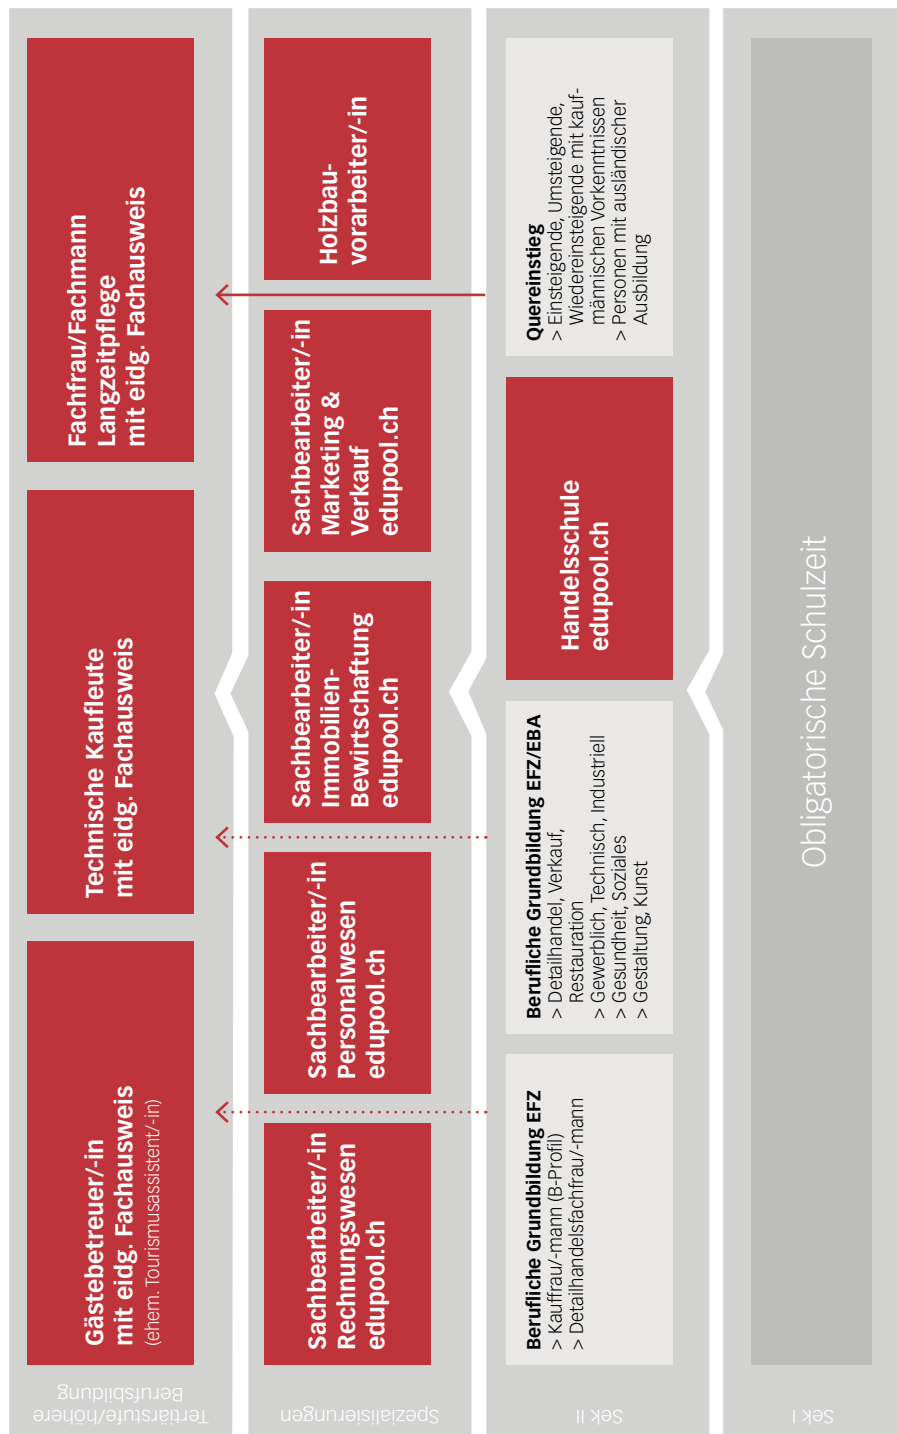 Tertiärstufe/höhere
Berufsbildung
Gästebetreuer/-in
mit eidg. Fachausweis
(ehem. Tourismusassistent/-in)
Technische Kaufleute
mit eidg. Fachausweis
Fachfrau/Fachmann
Langzeitpflege
mit eidg. Fachausweis
Spezialisierungen
Sachbearbeiter/-in
Rechnungswesen
edupool.ch
Sachbearbeiter/-in
Personalwesen
edupool.ch
Sachbearbeiter/-in
Immobilien-
Bewirtschaftung
edupool.ch
Sachbearbeiter/-in
Marketing &
Verkauf
edupool.ch
Holzbau-
vorarbeiter/-in
Sek II
Berufliche Grundbildung EFZ
> Kauffrau/-mann (B-Profil)
> Detailhandelsfachfrau/-mann
Berufliche Grundbildung EFZ/EBA
> Detailhandel, Verkauf,
Restauration
> Gewerblich, Technisch, Industriell
> Gesundheit, Soziales
> Gestaltung, Kunst
Handelsschule
edupool.ch
Quereinstieg
> Einsteigende, Umsteigende,
Wiedereinsteigende mit kauf-
männischen Vorkenntnissen
> Personen mit ausländischer
Ausbildung
Sek I
Obligatorische Schulzeit